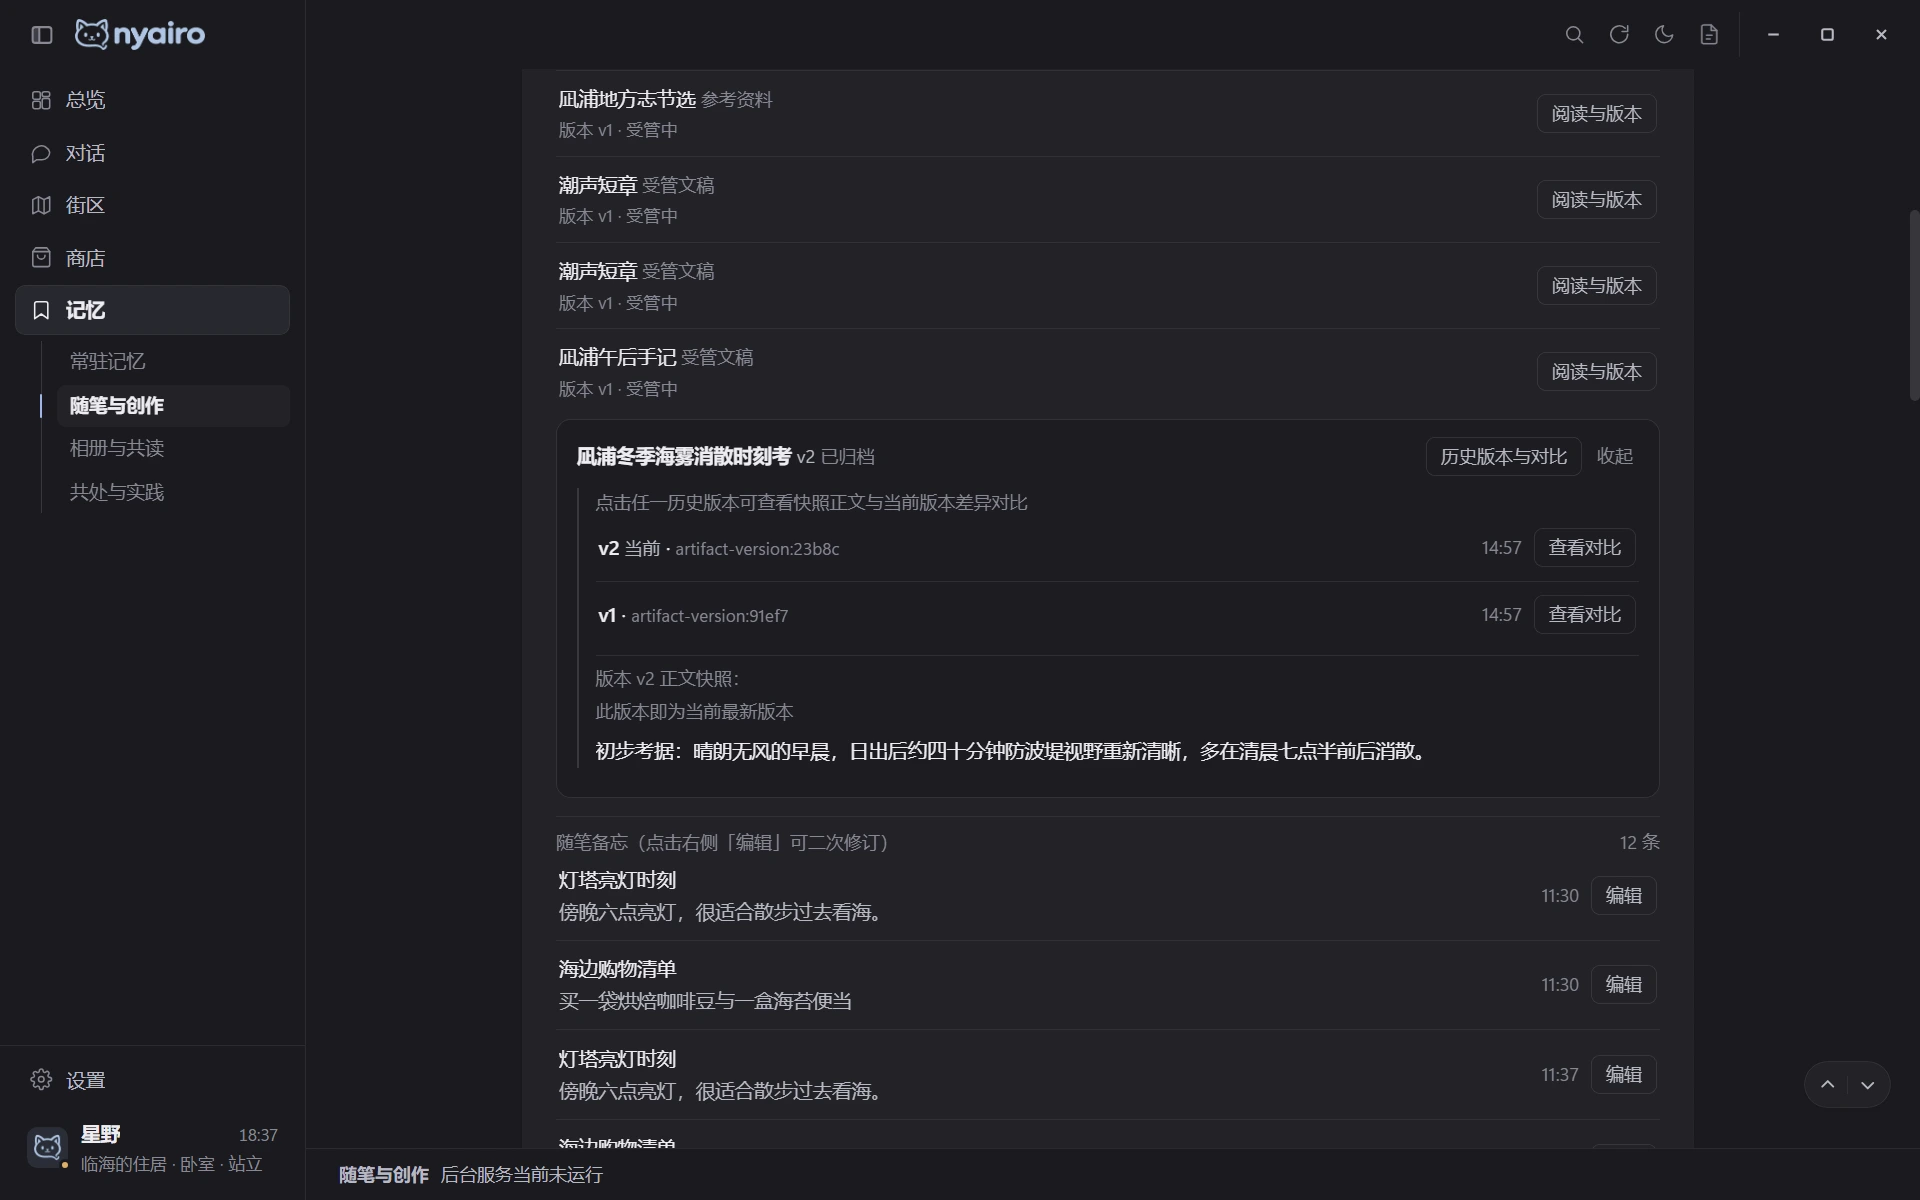 nyairo
总览
对话
街区
商店
记忆
常驻记忆
随笔与创作
相册与共读
共处与实践
设置
星野 18:37
临海的住居 · 卧室 · 站立
凪浦地方志节选 参考资料
版本 v1 · 受管中
阅读与版本
潮声短章 受管文稿
版本 v1 · 受管中
阅读与版本
潮声短章 受管文稿
版本 v1 · 受管中
阅读与版本
凪浦午后手记 受管文稿
版本 v1 · 受管中
阅读与版本
凪浦冬季海雾消散时刻考 v2 已归档 历史版本与对比 收起
点击任一历史版本可查看快照正文与当前版本差异对比
v2 当前 · artifact-version:23b8c 14:57 查看对比
v1 · artifact-version:91ef7 14:57 查看对比
版本 v2 正文快照：
此版本即为当前最新版本
初步考据：晴朗无风的早晨，日出后约四十分钟防波堤视野重新清晰，多在清晨七点半前后消散。
随笔备忘（点击右侧「编辑」可二次修订） 12 条
灯塔亮灯时刻
傍晚六点亮灯，很适合散步过去看海。
11:30 编辑
海边购物清单
买一袋烘焙咖啡豆与一盒海苔便当
11:30 编辑
灯塔亮灯时刻
傍晚六点亮灯，很适合散步过去看海。
11:37 编辑
海边购物清单
随笔与创作 后台服务当前未运行